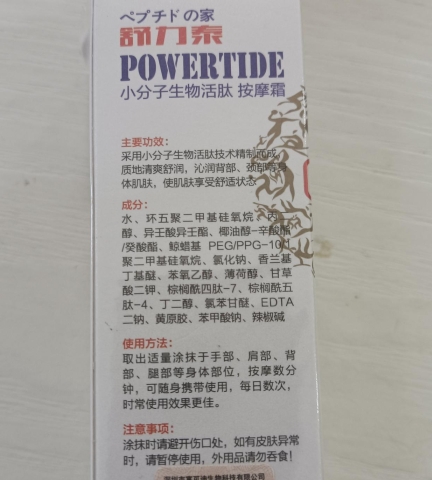 ペプチドの家
舒力泰
POWERTIDE
小分子生物活肽 按摩霜
主要功效:
采用小分子生物活肽技术精制而成,
质地清爽舒润,沁润背部、颈部等身
体肌肤,使肌肤享受舒适状态
成分:
水、环五聚二甲基硅氧烷、丙二
醇、异壬酸异壬酯、椰油醇-辛酸酯
/癸酸酯、鲸蜡基 PEG/PPG-10/1
聚二甲基硅氧烷、氯化钠、香兰基
丁基醚、苯氧乙醇、薄荷醇、甘草
酸二钾、棕榈酰四肽-7、棕榈酰五
肽-4、丁二醇、氯苯甘醚、EDTA
二钠、黄原胶、苯甲酸钠、辣椒碱
使用方法:
取出适量涂抹于手部、肩部、背
部、腿部等身体部位,按摩数分
钟,可随身携带使用,每日数次,
时常使用效果更佳。
注意事项:
涂抹时请避开伤口处,如有皮肤异常
时,请暂停使用,外用品请勿吞食!